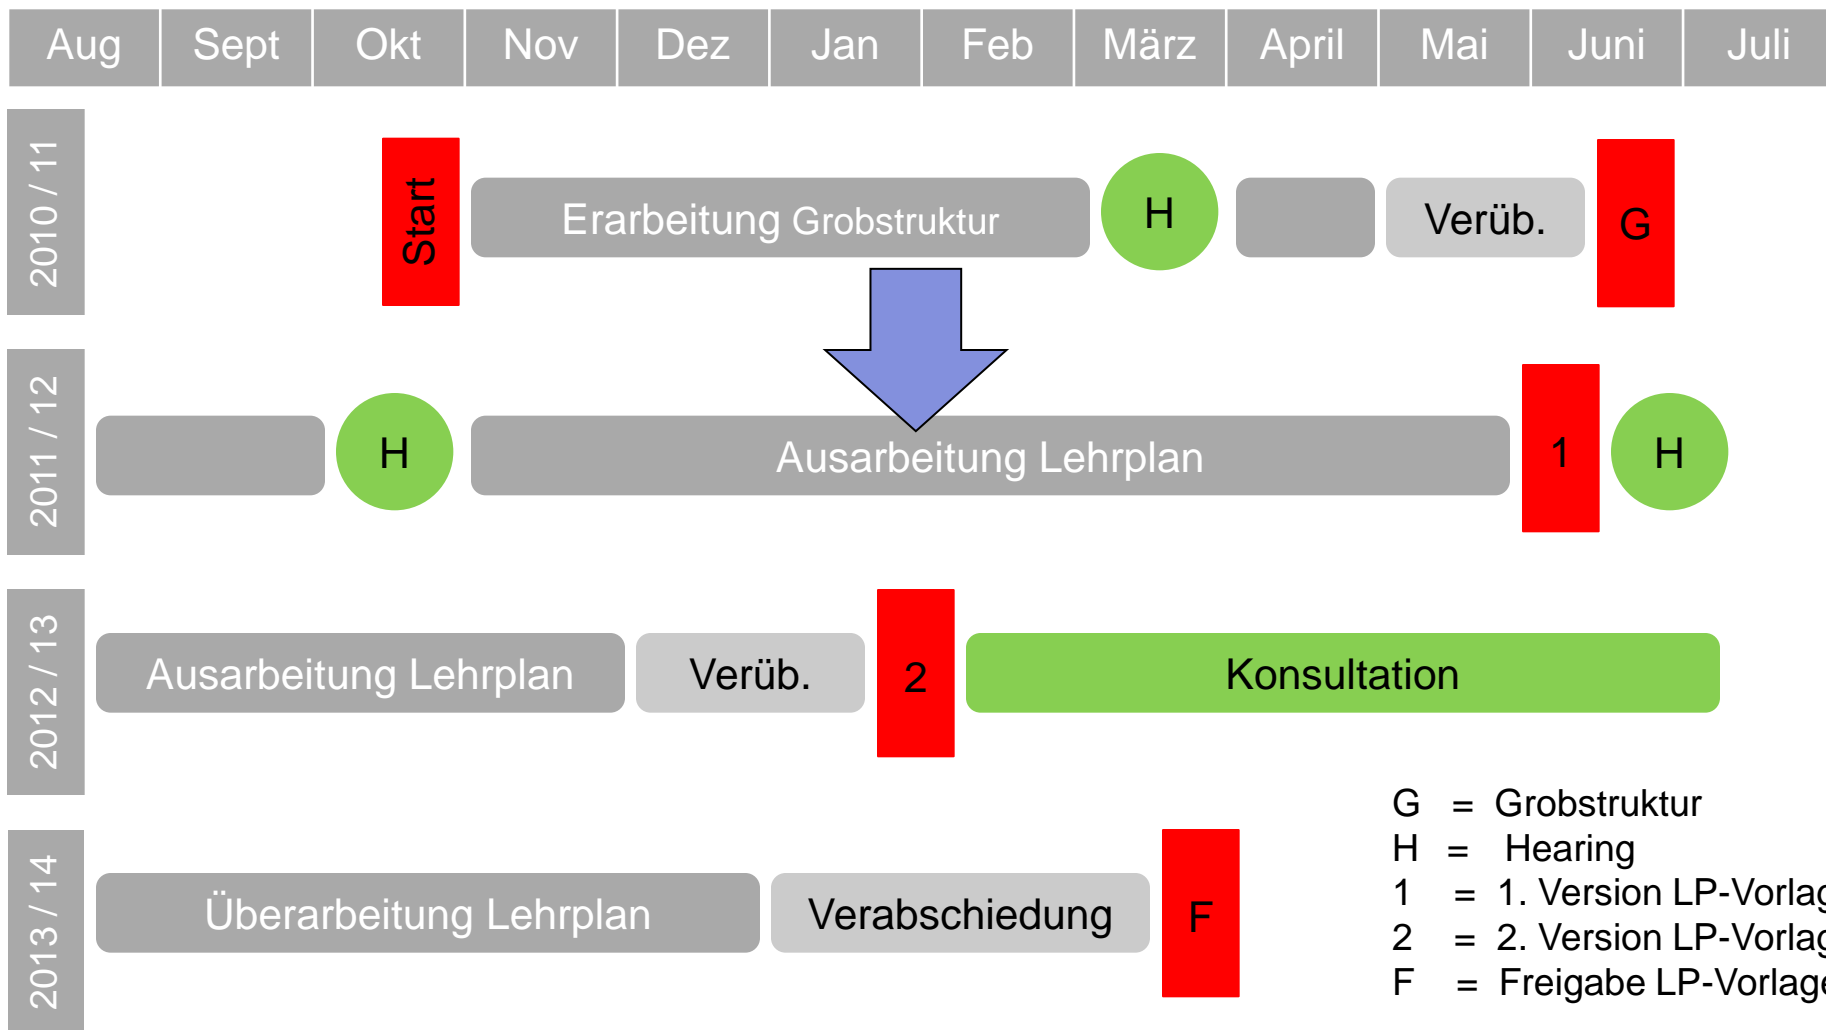 Aug Sept Okt Nov Dez Jan Feb März April Mai Juni Juli
2010 / 11
Start
Erarbeitung Grobstruktur
H
Verüb.
G
2011 / 12
H
Ausarbeitung Lehrplan
1
H
2012 / 13
Ausarbeitung Lehrplan
Verüb.
2
Konsultation
2013 / 14
Überarbeitung Lehrplan
Verabschiedung
F
G = Grobstruktur
H = Hearing
1 = 1. Version LP-Vorlag
2 = 2. Version LP-Vorlag
F = Freigabe LP-Vorlage